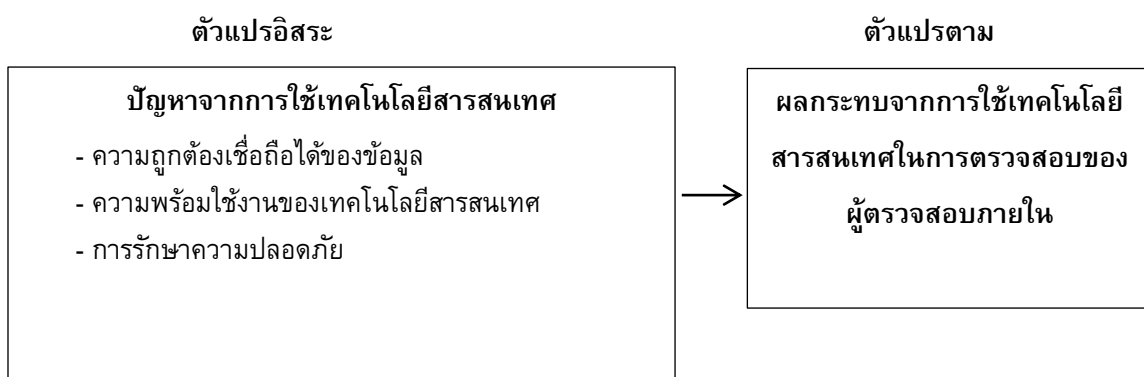 ตัวแปรอิสระ
ตัวแปรตาม
ปัญหาจากการใช้เทคโนโลยีสารสนเทศ
- ความถูกต้องเชื่อถือได้ของข้อมูล
- ความพร้อมใช้งานของเทคโนโลยีสารสนเทศ
- การรักษาความปลอดภัย
ผลกระทบจากการใช้เทคโนโลยี
สารสนเทศในการตรวจสอบของ
ผู้ตรวจสอบภายใน